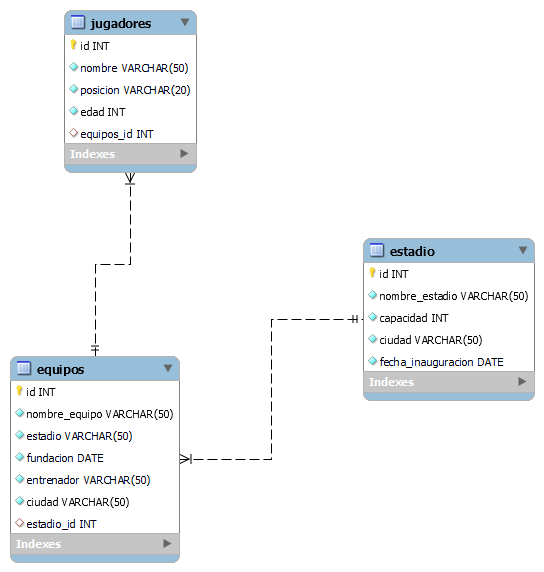 jugadores
id INT
nombre VARCHAR(50)
posicion VARCHAR(20)
edad INT
equipos_id INT
Indexes
estadio
id INT
nombre_estadio VARCHAR(50)
capacidad INT
ciudad VARCHAR(50)
fecha_inauguracion DATE
Indexes
equipos
id INT
nombre_equipo VARCHAR(50)
estadio VARCHAR(50)
fundacion DATE
entrenador VARCHAR(50)
ciudad VARCHAR(50)
estadio_id INT
Indexes